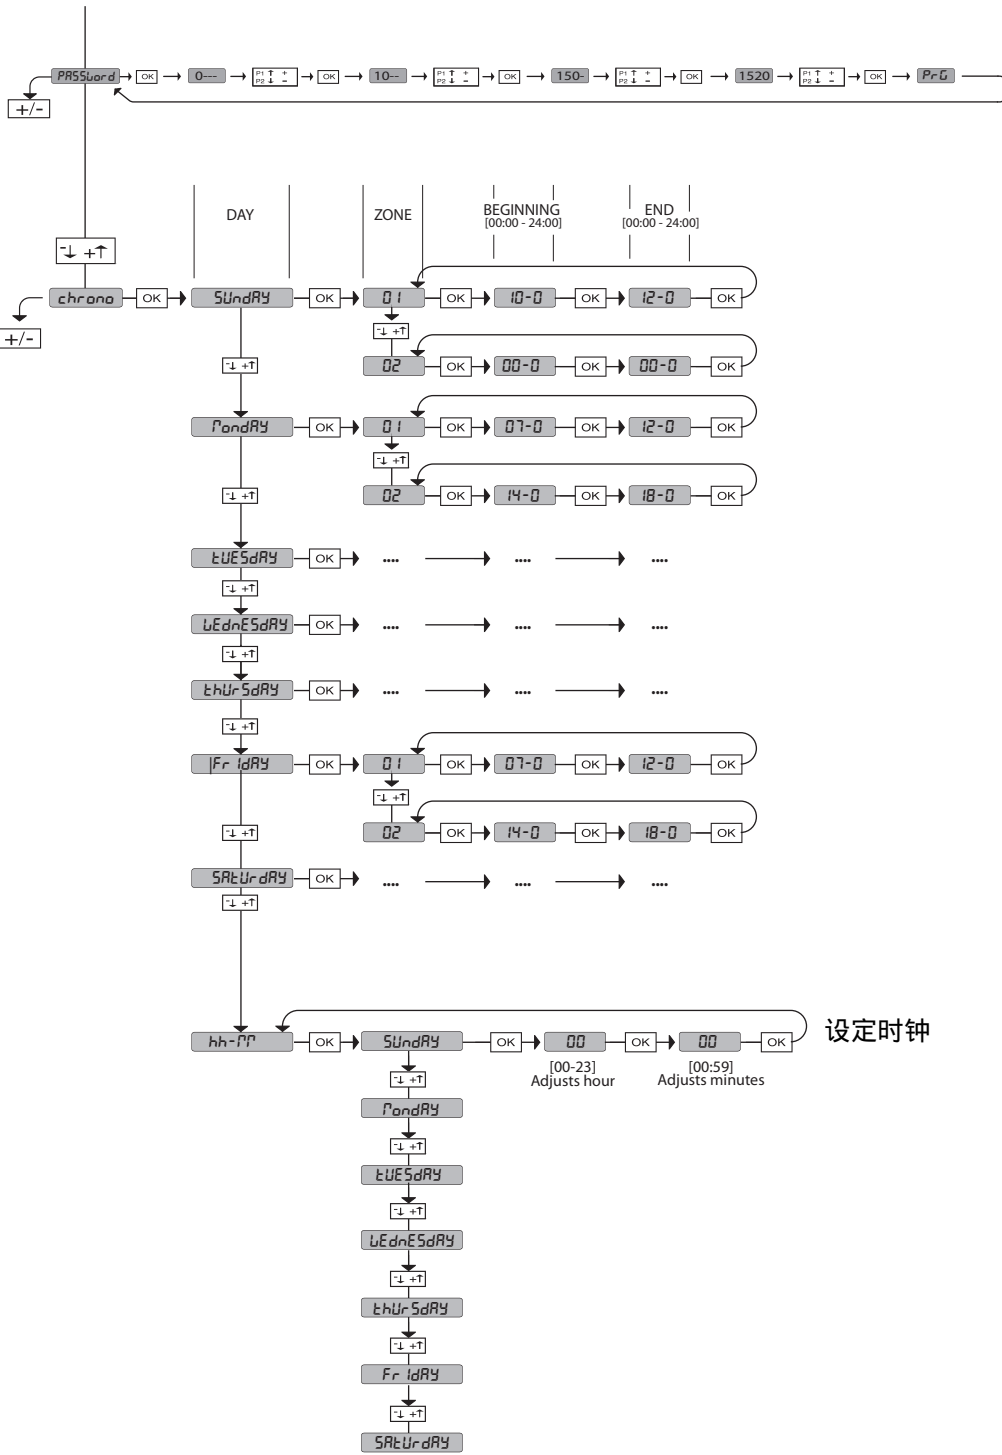 PASSword OK 0--- P1 ↑ + P2 ↓ - OK 10-- P1 ↑ + P2 ↓ - OK 150- P1 ↑ + P2 ↓ - OK 1520 P1 ↑ + P2 ↓ - OK PrG
+/-
DAY ZONE BEGINNING [00:00 - 24:00] END [00:00 - 24:00]
-↓ +↑
chrono OK SUndAY OK 01 OK 10-0 OK 12-0 OK
+/-
-↓ +↑
-↓ +↑
02 OK 00-0 OK 00-0 OK
MondAY OK 01 OK 07-0 OK 12-0 OK
-↓ +↑
-↓ +↑
02 OK 14-0 OK 18-0 OK
tUESdAY OK .... .... ....
-↓ +↑
WEdnESdAY OK .... .... ....
-↓ +↑
thUrSdAY OK .... .... ....
-↓ +↑
FrIdAY OK 01 OK 07-0 OK 12-0 OK
-↓ +↑
-↓ +↑
02 OK 14-0 OK 18-0 OK
SAtUrdAY OK .... .... ....
-↓ +↑
hh-MM OK SUndAY OK 00 OK 00 OK 设定时钟
[00-23] [00:59]
Adjusts hour Adjusts minutes
-↓ +↑
MondAY
-↓ +↑
tUESdAY
-↓ +↑
WEdnESdAY
-↓ +↑
thUrSdAY
-↓ +↑
FrIdAY
-↓ +↑
SAtUrdAY